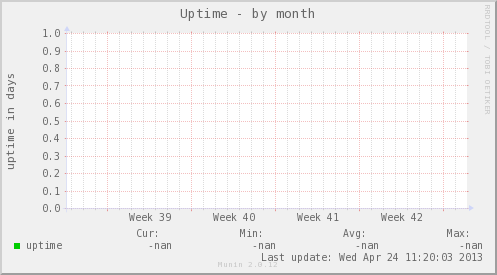 Uptime - by month
RRDTOOL / TOBI OETIKER
uptime in days
1.0
0.9
0.8
0.7
0.6
0.5
0.4
0.3
0.2
0.1
0.0
Week 39 Week 40 Week 41 Week 42
Cur: Min: Avg: Max:
uptime -nan -nan -nan -nan
Last update: Wed Apr 24 11:20:03 2013
Munin 2.0.12